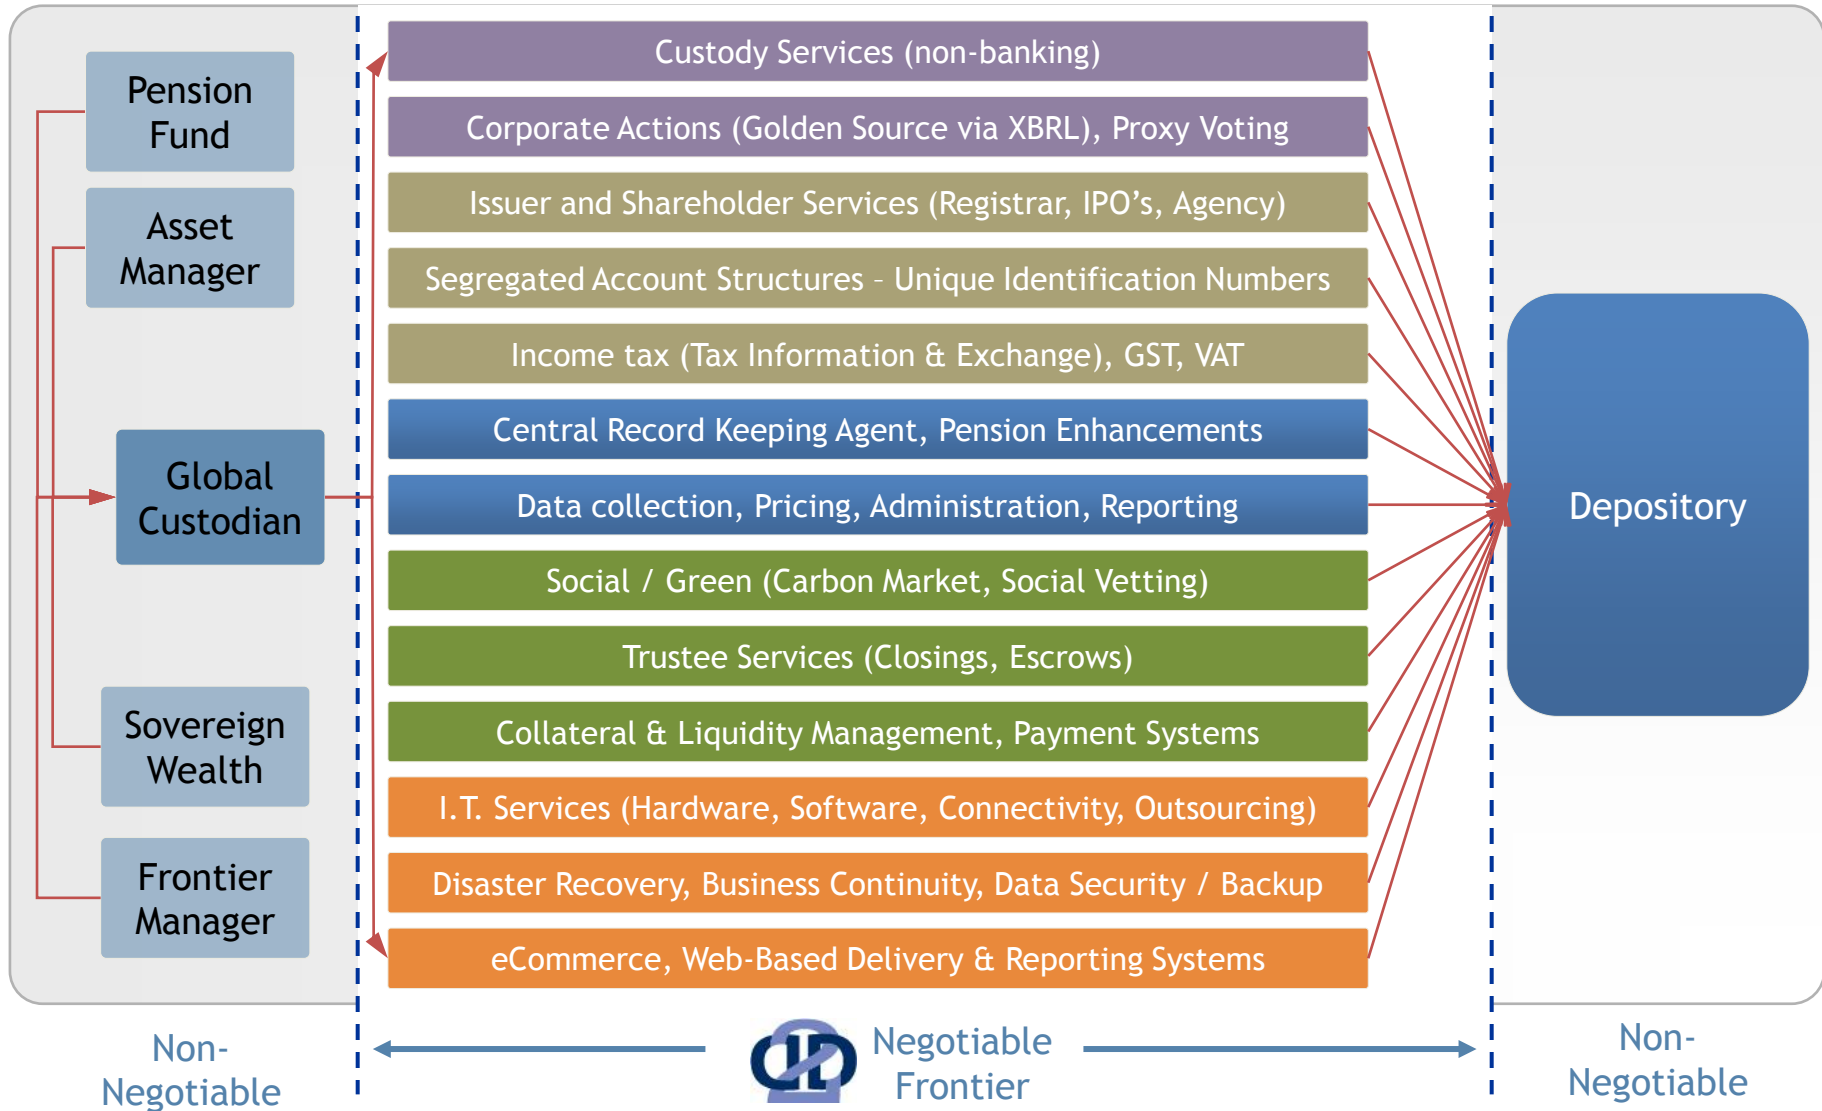 Pension
Fund
Asset
Manager
Global
Custodian
Sovereign
Wealth
Frontier
Manager
Custody Services (non-banking)
Corporate Actions (Golden Source via XBRL), Proxy Voting
Issuer and Shareholder Services (Registrar, IPO’s, Agency)
Segregated Account Structures – Unique Identification Numbers
Income tax (Tax Information & Exchange), GST, VAT
Central Record Keeping Agent, Pension Enhancements
Data collection, Pricing, Administration, Reporting
Social / Green (Carbon Market, Social Vetting)
Trustee Services (Closings, Escrows)
Collateral & Liquidity Management, Payment Systems
I.T. Services (Hardware, Software, Connectivity, Outsourcing)
Disaster Recovery, Business Continuity, Data Security / Backup
eCommerce, Web-Based Delivery & Reporting Systems
Depository
Non-
Negotiable
Negotiable
Frontier
Non-
Negotiable